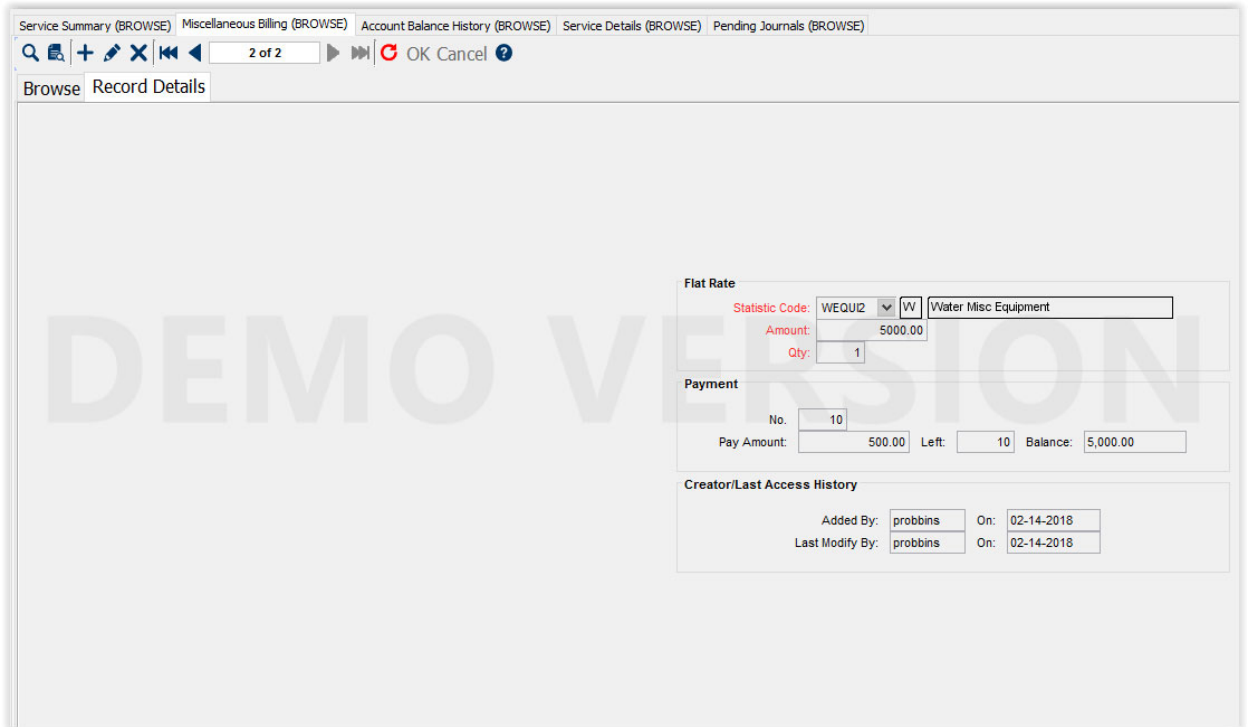 Service Summary (BROWSE) Miscellaneous Billing (BROWSE) Account Balance History (BROWSE) Service Details (BROWSE) Pending Journals (BROWSE)
2 of 2 OK Cancel ?
Browse Record Details
DEMO VERSION
Flat Rate
Statistic Code: WEQUI2 W Water Misc Equipment
Amount: 5000.00
Qty: 1
Payment
No. 10
Pay Amount: 500.00 Left: 10 Balance: 5,000.00
Creator/Last Access History
Added By: probbins On: 02-14-2018
Last Modify By: probbins On: 02-14-2018